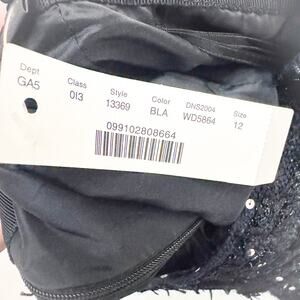 Dept Class Style Color DNS2004 Size
GA5 013 13369 BLA WD5864 12
099102808664